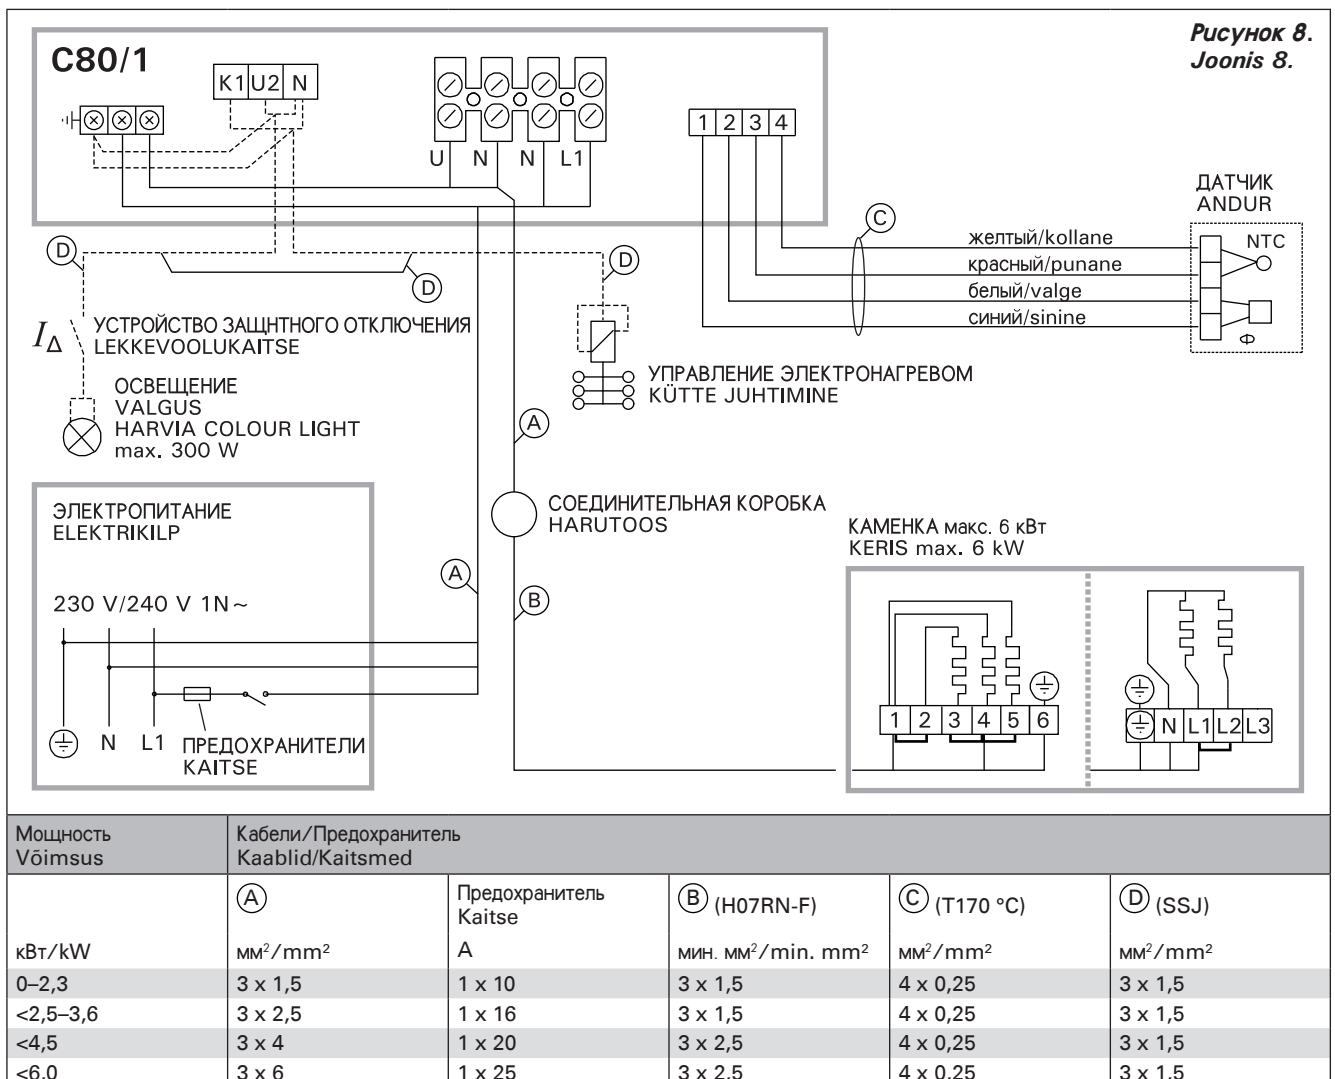 C80/1
Рисунок 8.
Joonis 8.
K1 U2 N
U N N L1
1 2 3 4
ДАТЧИК
ANDUR
C
желтый/kollane
красный/punane
белый/valge
синий/sinine
NTC
D
D
D
I∆
УСТРОЙСТВО ЗАЩНТНОГО ОТКЛЮЧЕНИЯ
LEKKEVOOLUKAITSE
ОСВЕЩЕНИЕ
VALGUS
HARVIA COLOUR LIGHT
max. 300 W
УПРАВЛЕНИЕ ЭЛЕКТРОНАГРЕВОМ
KÜTTE JUHTIMINE
A
СОЕДИНИТЕЛЬНАЯ КОРОБКА
HARUTOOS
A
B
ЭЛЕКТРОПИТАНИЕ
ELEKTRIKILP
230 V/240 V 1N~
N L1
ПРЕДОХРАНИТЕЛИ
KAITSE
КАМЕНКА макс. 6 кВт
KERIS max. 6 kW
1 2 3 4 5 6
N L1 L2 L3
Мощность
Võimsus
Кабели/Предохранитель
Kaablid/Kaitsmed
A
Предохранитель
Kaitse
B (H07RN-F)
C (T170 °C)
D (SSJ)
кВт/kW
мм²/mm²
A
мин. мм²/min. mm²
мм²/mm²
мм²/mm²
0–2,3 3 x 1,5 1 x 10 3 x 1,5 4 x 0,25 3 x 1,5
<2,5–3,6 3 x 2,5 1 x 16 3 x 1,5 4 x 0,25 3 x 1,5
<4,5 3 x 4 1 x 20 3 x 2,5 4 x 0,25 3 x 1,5
<6,0 3 x 6 1 x 25 3 x 2,5 4 x 0,25 3 x 1,5